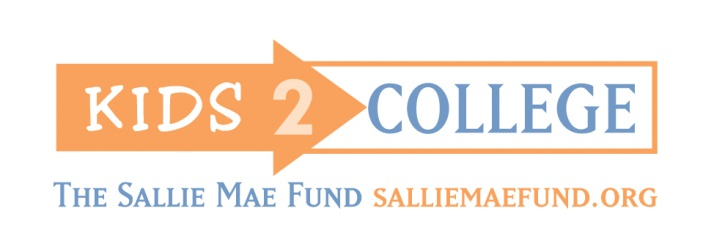 KIDS 2 COLLEGE
THE SALLIE MAE FUND SALLIEMAEFUND.ORG